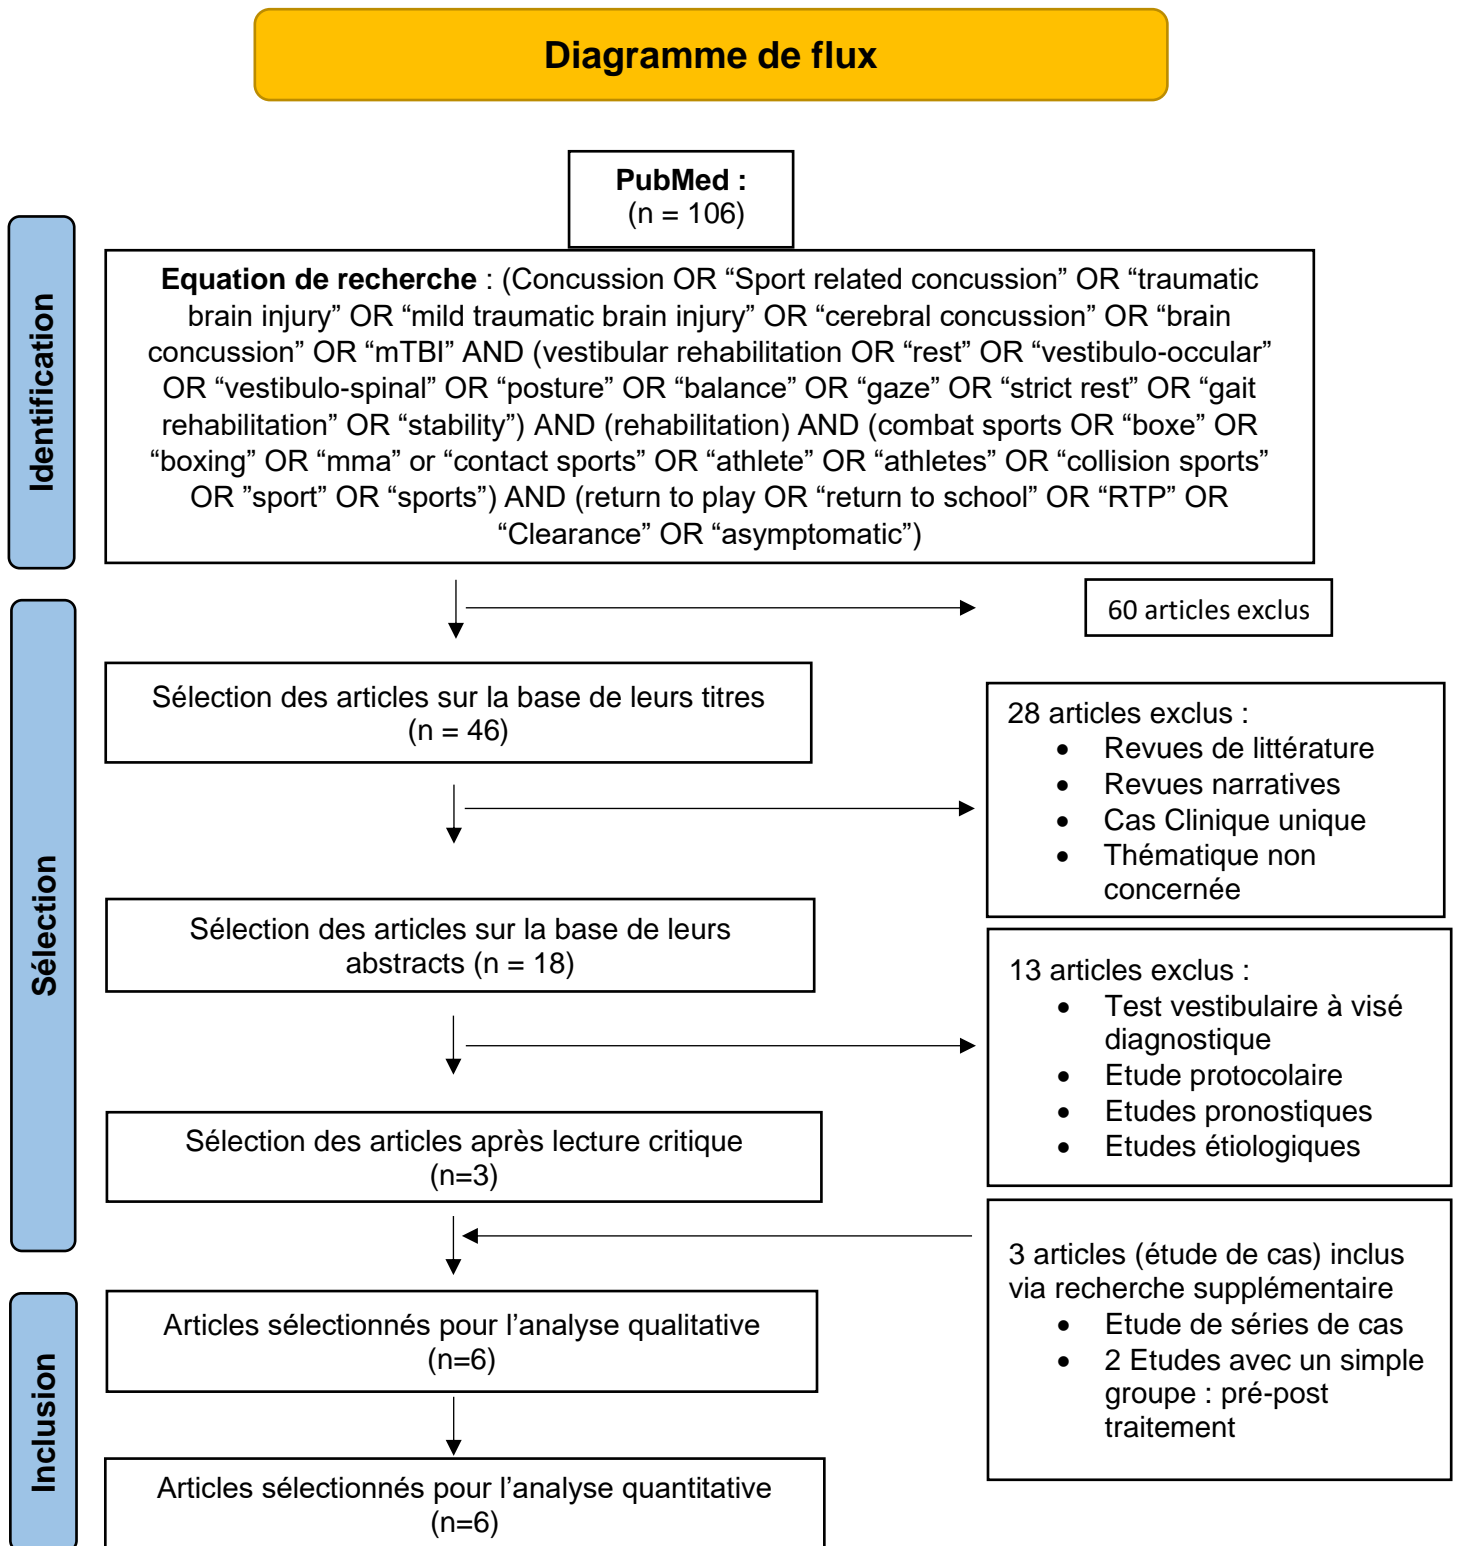 Diagramme de flux
PubMed :
(n = 106)
Identification
Equation de recherche : (Concussion OR “Sport related concussion” OR “traumatic
brain injury” OR “mild traumatic brain injury” OR “cerebral concussion” OR “brain
concussion” OR “mTBI” AND (vestibular rehabilitation OR “rest” OR “vestibulo-occular”
OR “vestibulo-spinal” OR “posture” OR “balance” OR “gaze” OR “strict rest” OR “gait
rehabilitation” OR “stability”) AND (rehabilitation) AND (combat sports OR “boxe” OR
“boxing” OR “mma” or “contact sports” OR “athlete” OR “athletes” OR “collision sports”
OR ”sport” OR “sports”) AND (return to play OR “return to school” OR “RTP” OR
“Clearance” OR “asymptomatic”)
60 articles exclus
Sélection
Sélection des articles sur la base de leurs titres
(n = 46)
28 articles exclus :
• Revues de littérature
• Revues narratives
• Cas Clinique unique
• Thématique non
concernée
Sélection des articles sur la base de leurs
abstracts (n = 18)
13 articles exclus :
• Test vestibulaire à visé
diagnostique
• Etude protocolaire
• Etudes pronostiques
• Etudes étiologiques
Sélection des articles après lecture critique
(n=3)
3 articles (étude de cas) inclus
via recherche supplémentaire
• Etude de séries de cas
• 2 Etudes avec un simple
groupe : pré-post
traitement
Inclusion
Articles sélectionnés pour l’analyse qualitative
(n=6)
Articles sélectionnés pour l’analyse quantitative
(n=6)